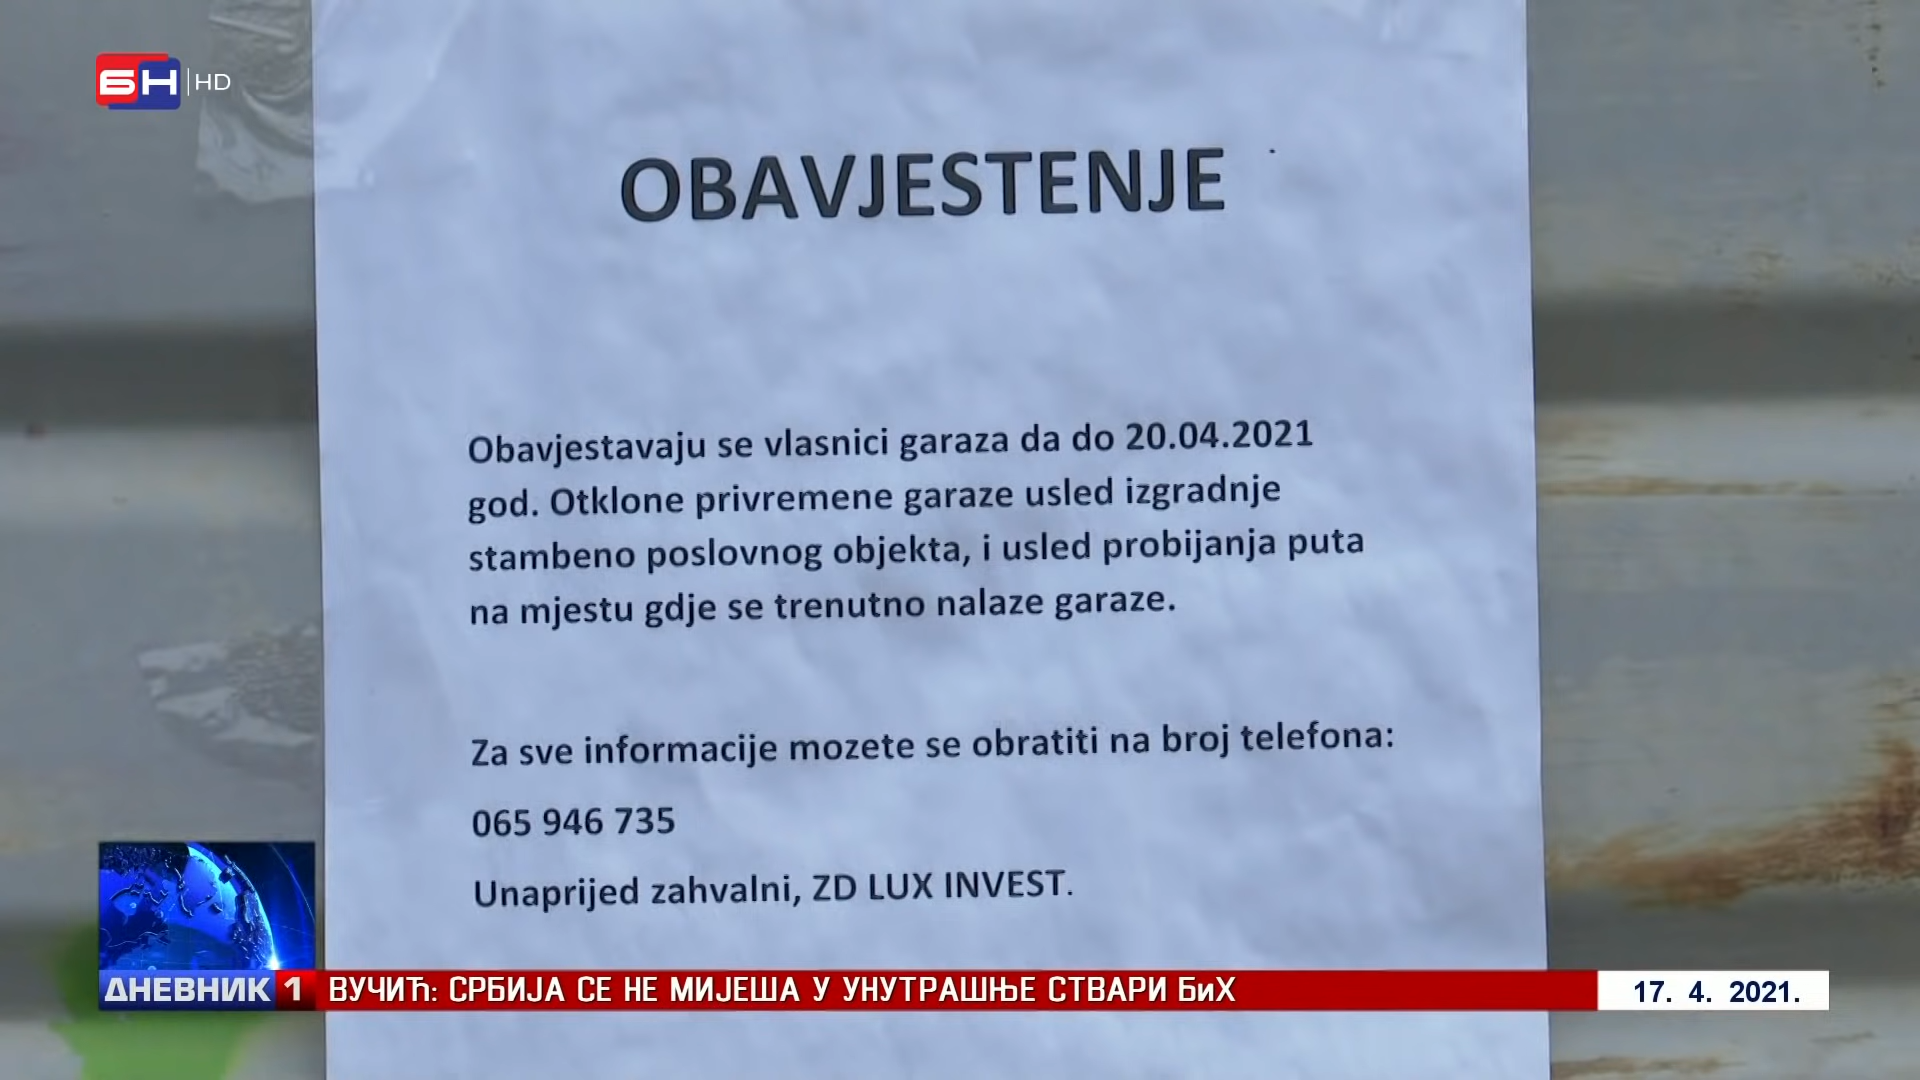 БН HD
OBAVJESTENJE
Obavjestavaju se vlasnici garaza da do 20.04.2021
god. Otklone privremene garaze usled izgradnje
stambeno poslovnog objekta, i usled probijanja puta
na mjestu gdje se trenutno nalaze garaze.
Za sve informacije mozete se obratiti na broj telefona:
065 946 735
Unaprijed zahvalni, ZD LUX INVEST.
ДНЕВНИК 1 ВУЧИЋ: СРБИЈА СЕ НЕ МИЈЕША У УНУТРАШЊЕ СТВАРИ БиХ 17. 4. 2021.